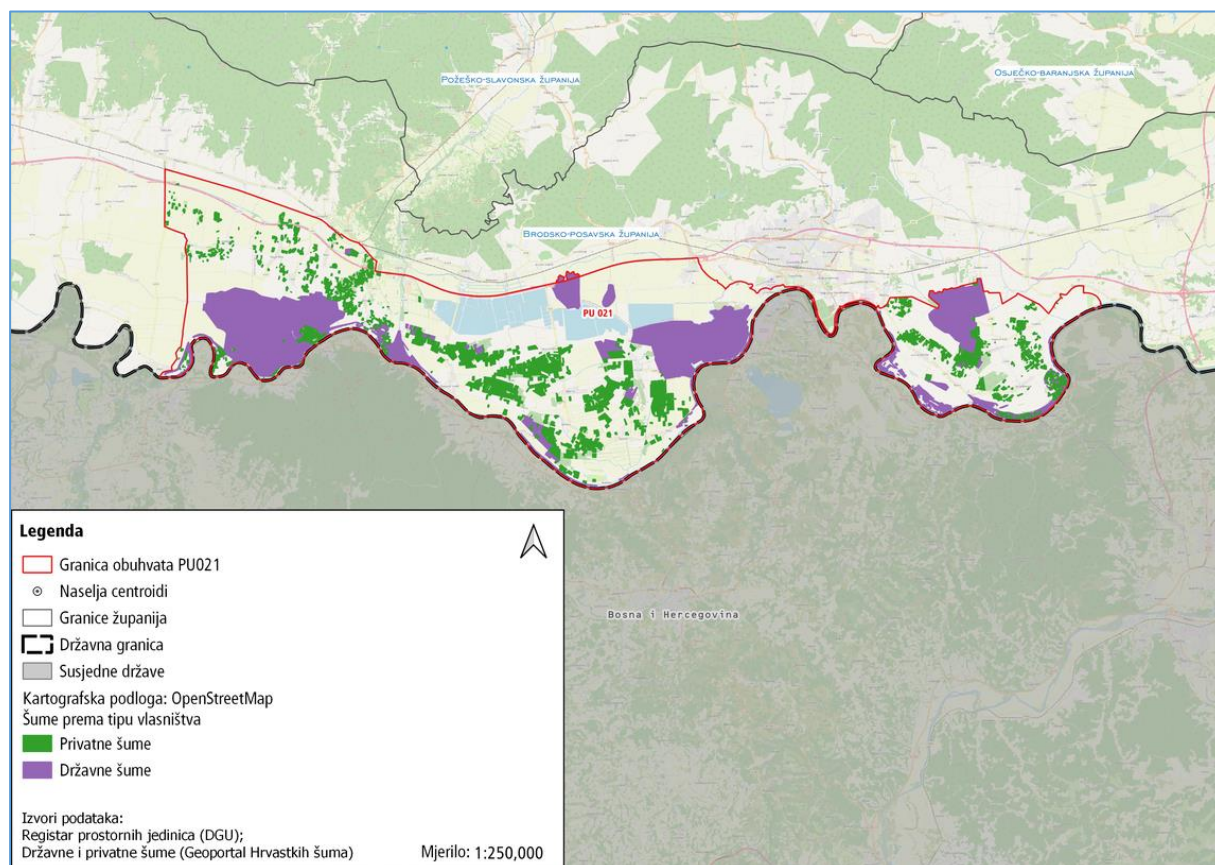 POŽEŠKO-SLAVONSKA ŽUPANIJA
OSJEČKO-BARANJSKA ŽUPANIJA
BRODSKO-POSAVSKA ŽUPANIJA
PU 021
Bosna i Hercegovina
Legenda
Granica obuhvata PU021
Naselja centroidi
Granice županija
Državna granica
Susjedne države
Kartografska podloga: OpenStreetMap
Šume prema tipu vlasništva
Privatne šume
Državne šume
Izvori podataka:
Registar prostornih jedinica (DGU);
Državne i privatne šume (Geoportal Hrvastkih šuma)
Mjerilo: 1:250,000